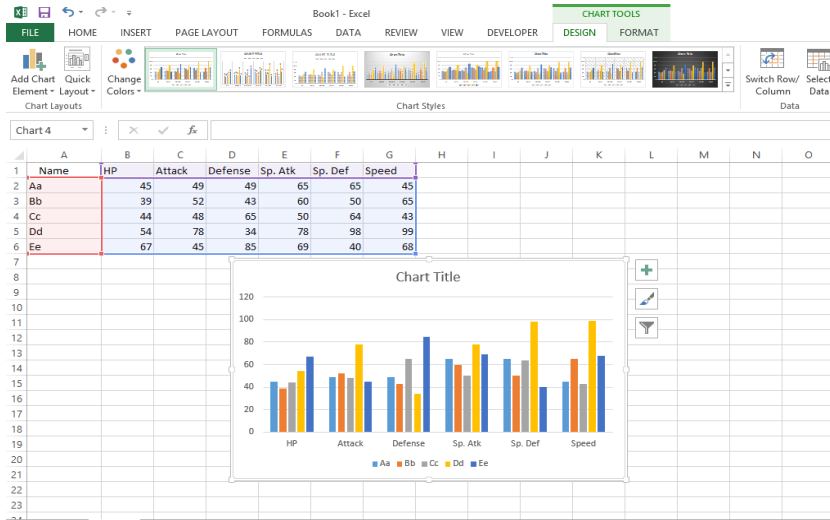 Book1 - Excel
CHART TOOLS
FILE HOME INSERT PAGE LAYOUT FORMULAS DATA REVIEW VIEW DEVELOPER DESIGN FORMAT
Add Chart Quick Change Switch Row/ Selec
Element Layout Colors Column Data
Chart Layouts Chart Styles Data
Chart 4 fx
A B C D E F G H I J K L M N O
1 Name HP Attack Defense Sp. Atk Sp. Def Speed
2 Aa 45 49 49 65 65 45
3 Bb 39 52 43 60 50 65
4 Cc 44 48 65 50 64 43
5 Dd 54 78 34 78 98 99
6 Ee 67 45 85 69 40 68
7
8
9
10
11
12
13
14
15
16
17
18
19
20
21
22
23
24
Chart Title
120
100
80
60
40
20
0
HP Attack Defense Sp. Atk Sp. Def Speed
Aa Bb Cc Dd Ee